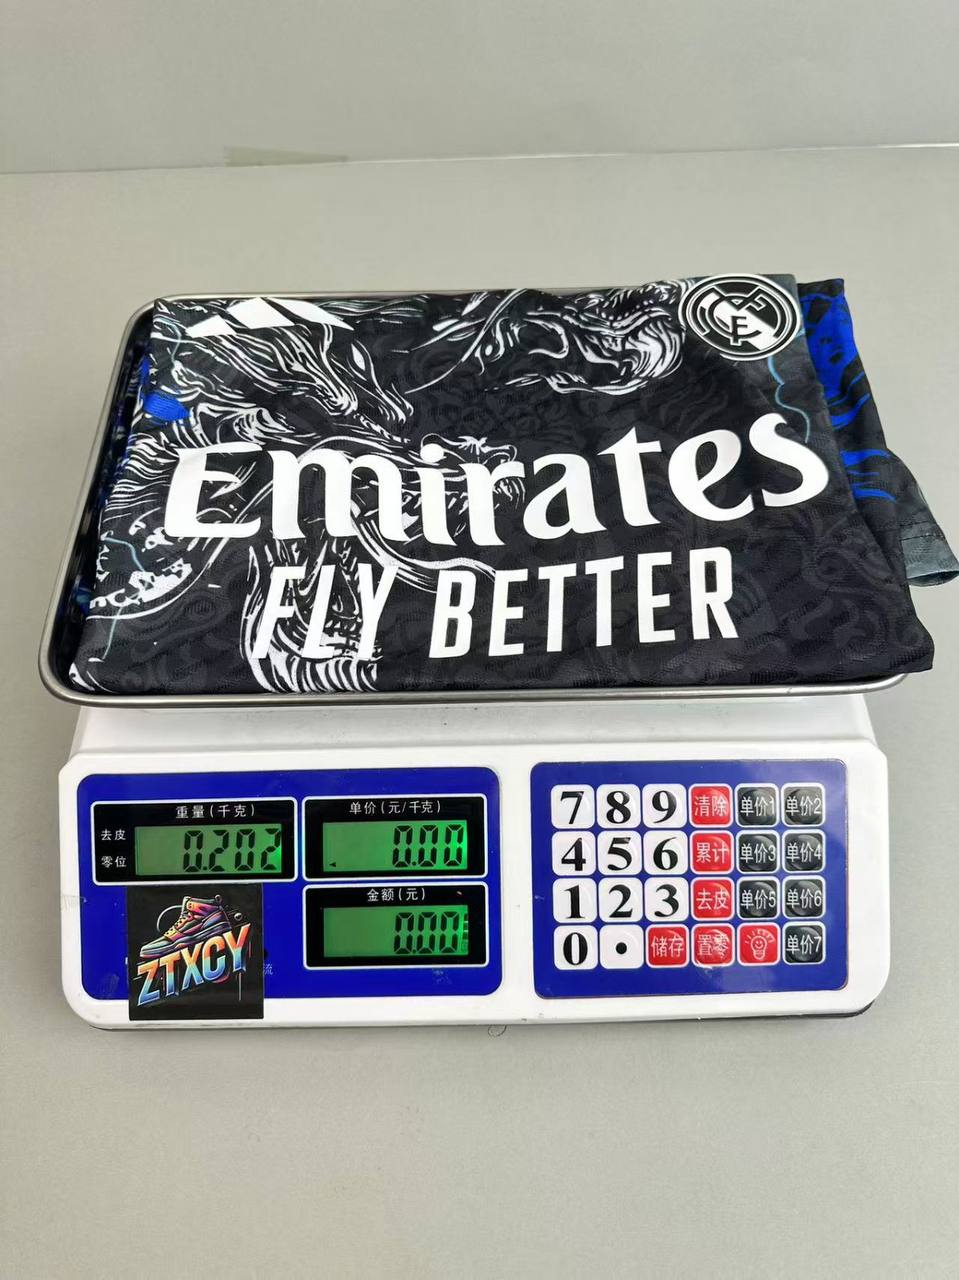 Emirates
FLY BETTER
重量(千克)
去皮
零位
0.202
单价(元/千克)
0.00
金额(元)
0.00
ZTXCY
流
7 8 9 清除 单价1 单价2
4 5 6 累计 单价3 单价4
1 2 3 去皮 单价5 单价6
0 . 储存 置零 单价7